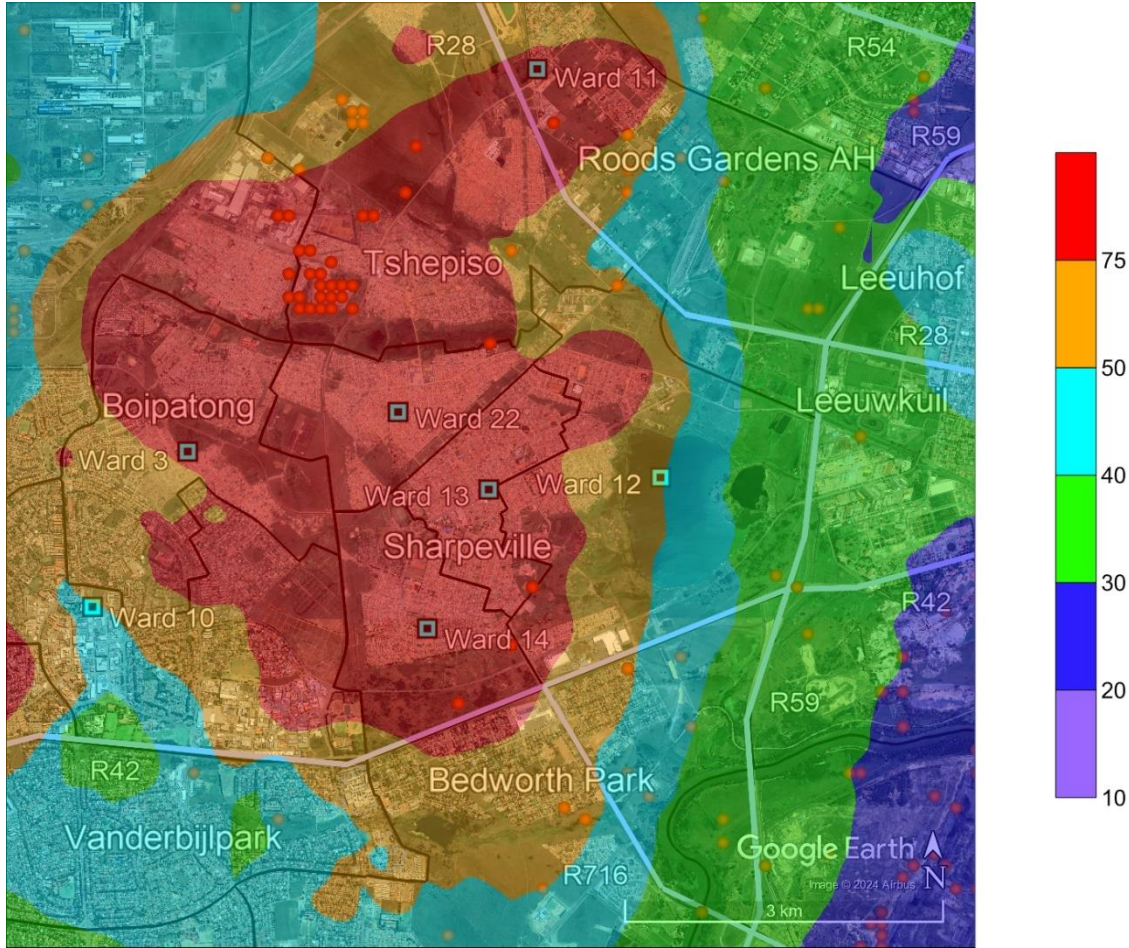 R28
R54
Ward 11
R59
Roods Gardens AH
Tshepiso
Leeuhof
R28
Boipatong
Ward 22
Leeuwkuil
Ward 3
Ward 13
Ward 12
Sharpeville
Ward 10
R42
Ward 14
R59
R42
Bedworth Park
Vanderbijlpark
Google Earth
R716
Image © 2024 Airbus
N
3 km
75
50
40
30
20
10